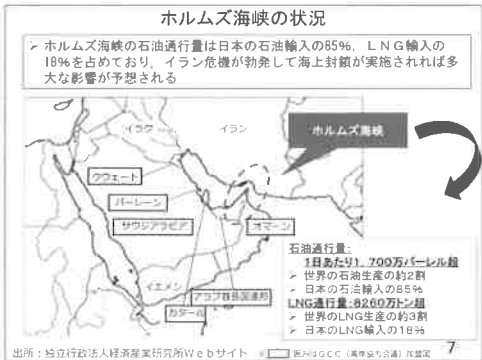 ホルムズ海峡の状況
➢ ホルムズ海峡の石油通行量は日本の石油輸入の85%，ＬＮＧ輸入の
18%を占めており，イラン危機が勃発して海上封鎖が実施されれば多
大な影響が予想される
イラク
イラン
ホルムズ海峡
クウェート
バーレーン
サウジアラビア
オマーン
イエメン
アラブ首長国連邦
カタール
石油通行量:
1日あたり1,700万バーレル超
➢ 世界の石油生産の約2割
➢ 日本の石油輸入の85%
LNG通行量:8260万トン超
➢ 世界のLNG生産の約3割
➢ 日本のLNG輸入の18%
出所：独立行政法人経済産業研究所Ｗｅｂサイト
7